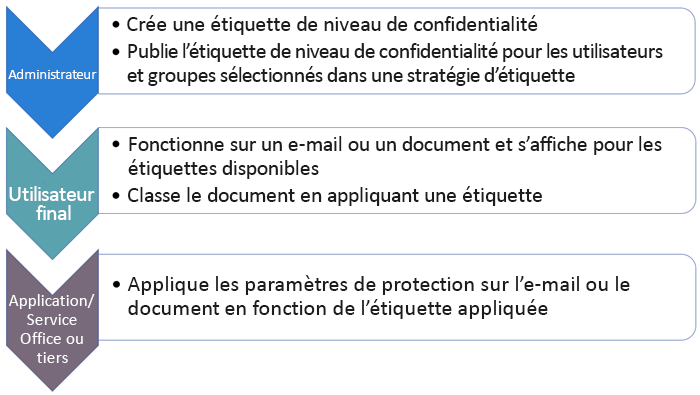 Administrateur
• Crée une étiquette de niveau de confidentialité
• Publie l’étiquette de niveau de confidentialité pour les utilisateurs
et groupes sélectionnés dans une stratégie d’étiquette
Utilisateur
final
• Fonctionne sur un e-mail ou un document et s’affiche pour les
étiquettes disponibles
• Classe le document en appliquant une étiquette
Application/
Service
Office ou
tiers
• Applique les paramètres de protection sur l’e-mail ou le
document en fonction de l’étiquette appliquée